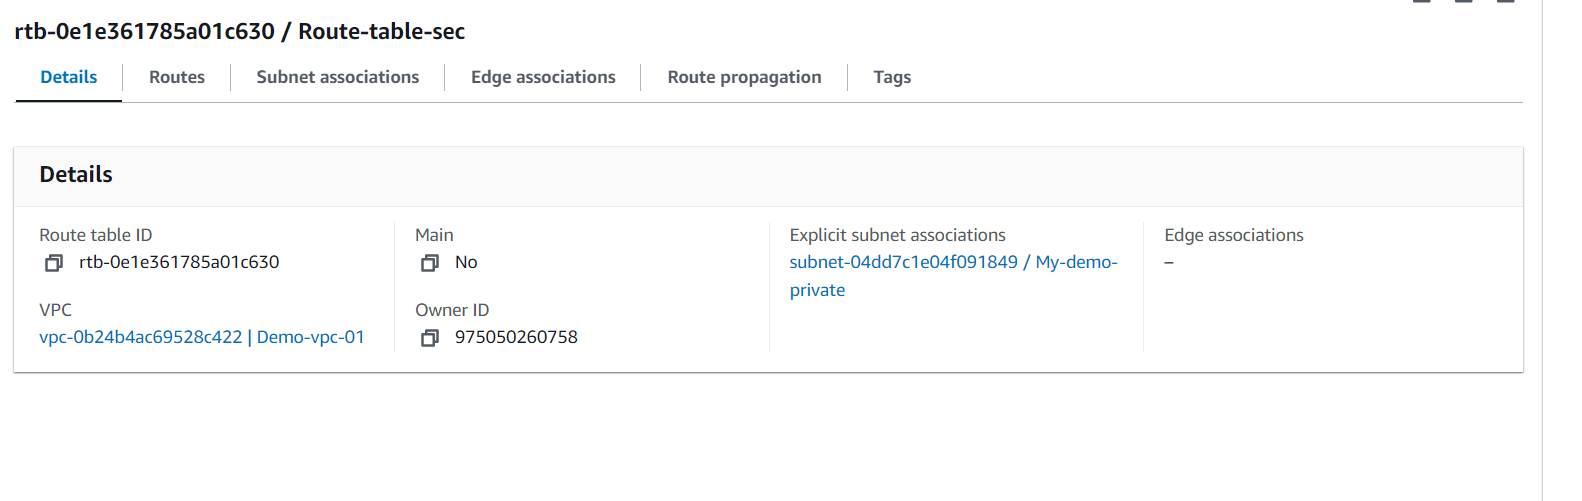 rtb-0e1e361785a01c630 / Route-table-sec
Details
Routes
Subnet associations
Edge associations
Route propagation
Tags
Details
Route table ID
rtb-0e1e361785a01c630
VPC
vpc-0b24b4ac69528c422 | Demo-vpc-01
Main
No
Owner ID
975050260758
Explicit subnet associations
subnet-04dd7c1e04f091849 / My-demo-
private
Edge associations
–